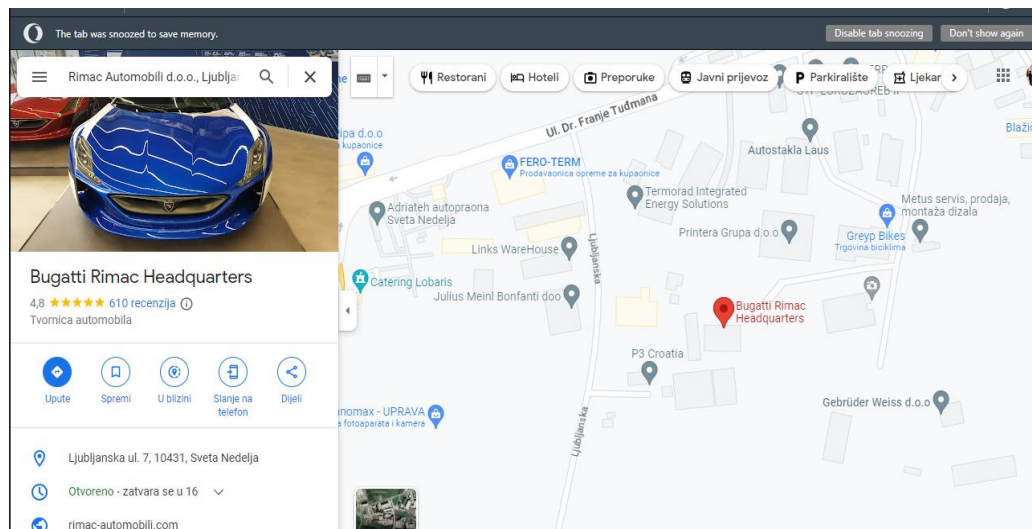 The tab was snoozed to save memory.
Disable tab snoozing
Don't show again
Rimac Automobili d.o.o., Ljublja
Restorani
Hoteli
Preporuke
Javni prijevoz
Parkiralište
Ljekar
Ul. Dr. Franje Tuđmana
FERO-TERM
Prodavaonica opreme za kupaonice
Adriateh autopraona
Sveta Nedelja
Links WareHouse
Catering Lobaris
Julius Meinl Bonfanti doo
Ljubljanska
Termorad Integrated
Energy Solutions
Autostakla Laus
Printera Grupa d.o.o
Metus servis, prodaja,
montaža dizala
Greyp Bikes
Trgovina biciklima
Blažić
Bugatti Rimac
Headquarters
P3 Croatia
Gebrüder Weiss d.o.o
Ljubljanska
nomax - UPRAVA
a fotoaparata i kamera
ipa d.o.o
kupaonice
Bugatti Rimac Headquarters
4,8 610 recenzija
Tvornica automobila
Upute
Spremi
U blizini
Slanje na
telefon
Dijeli
Ljubljanska ul. 7, 10431, Sveta Nedelja
Otvoreno · zatvara se u 16
rimac-automobili.com